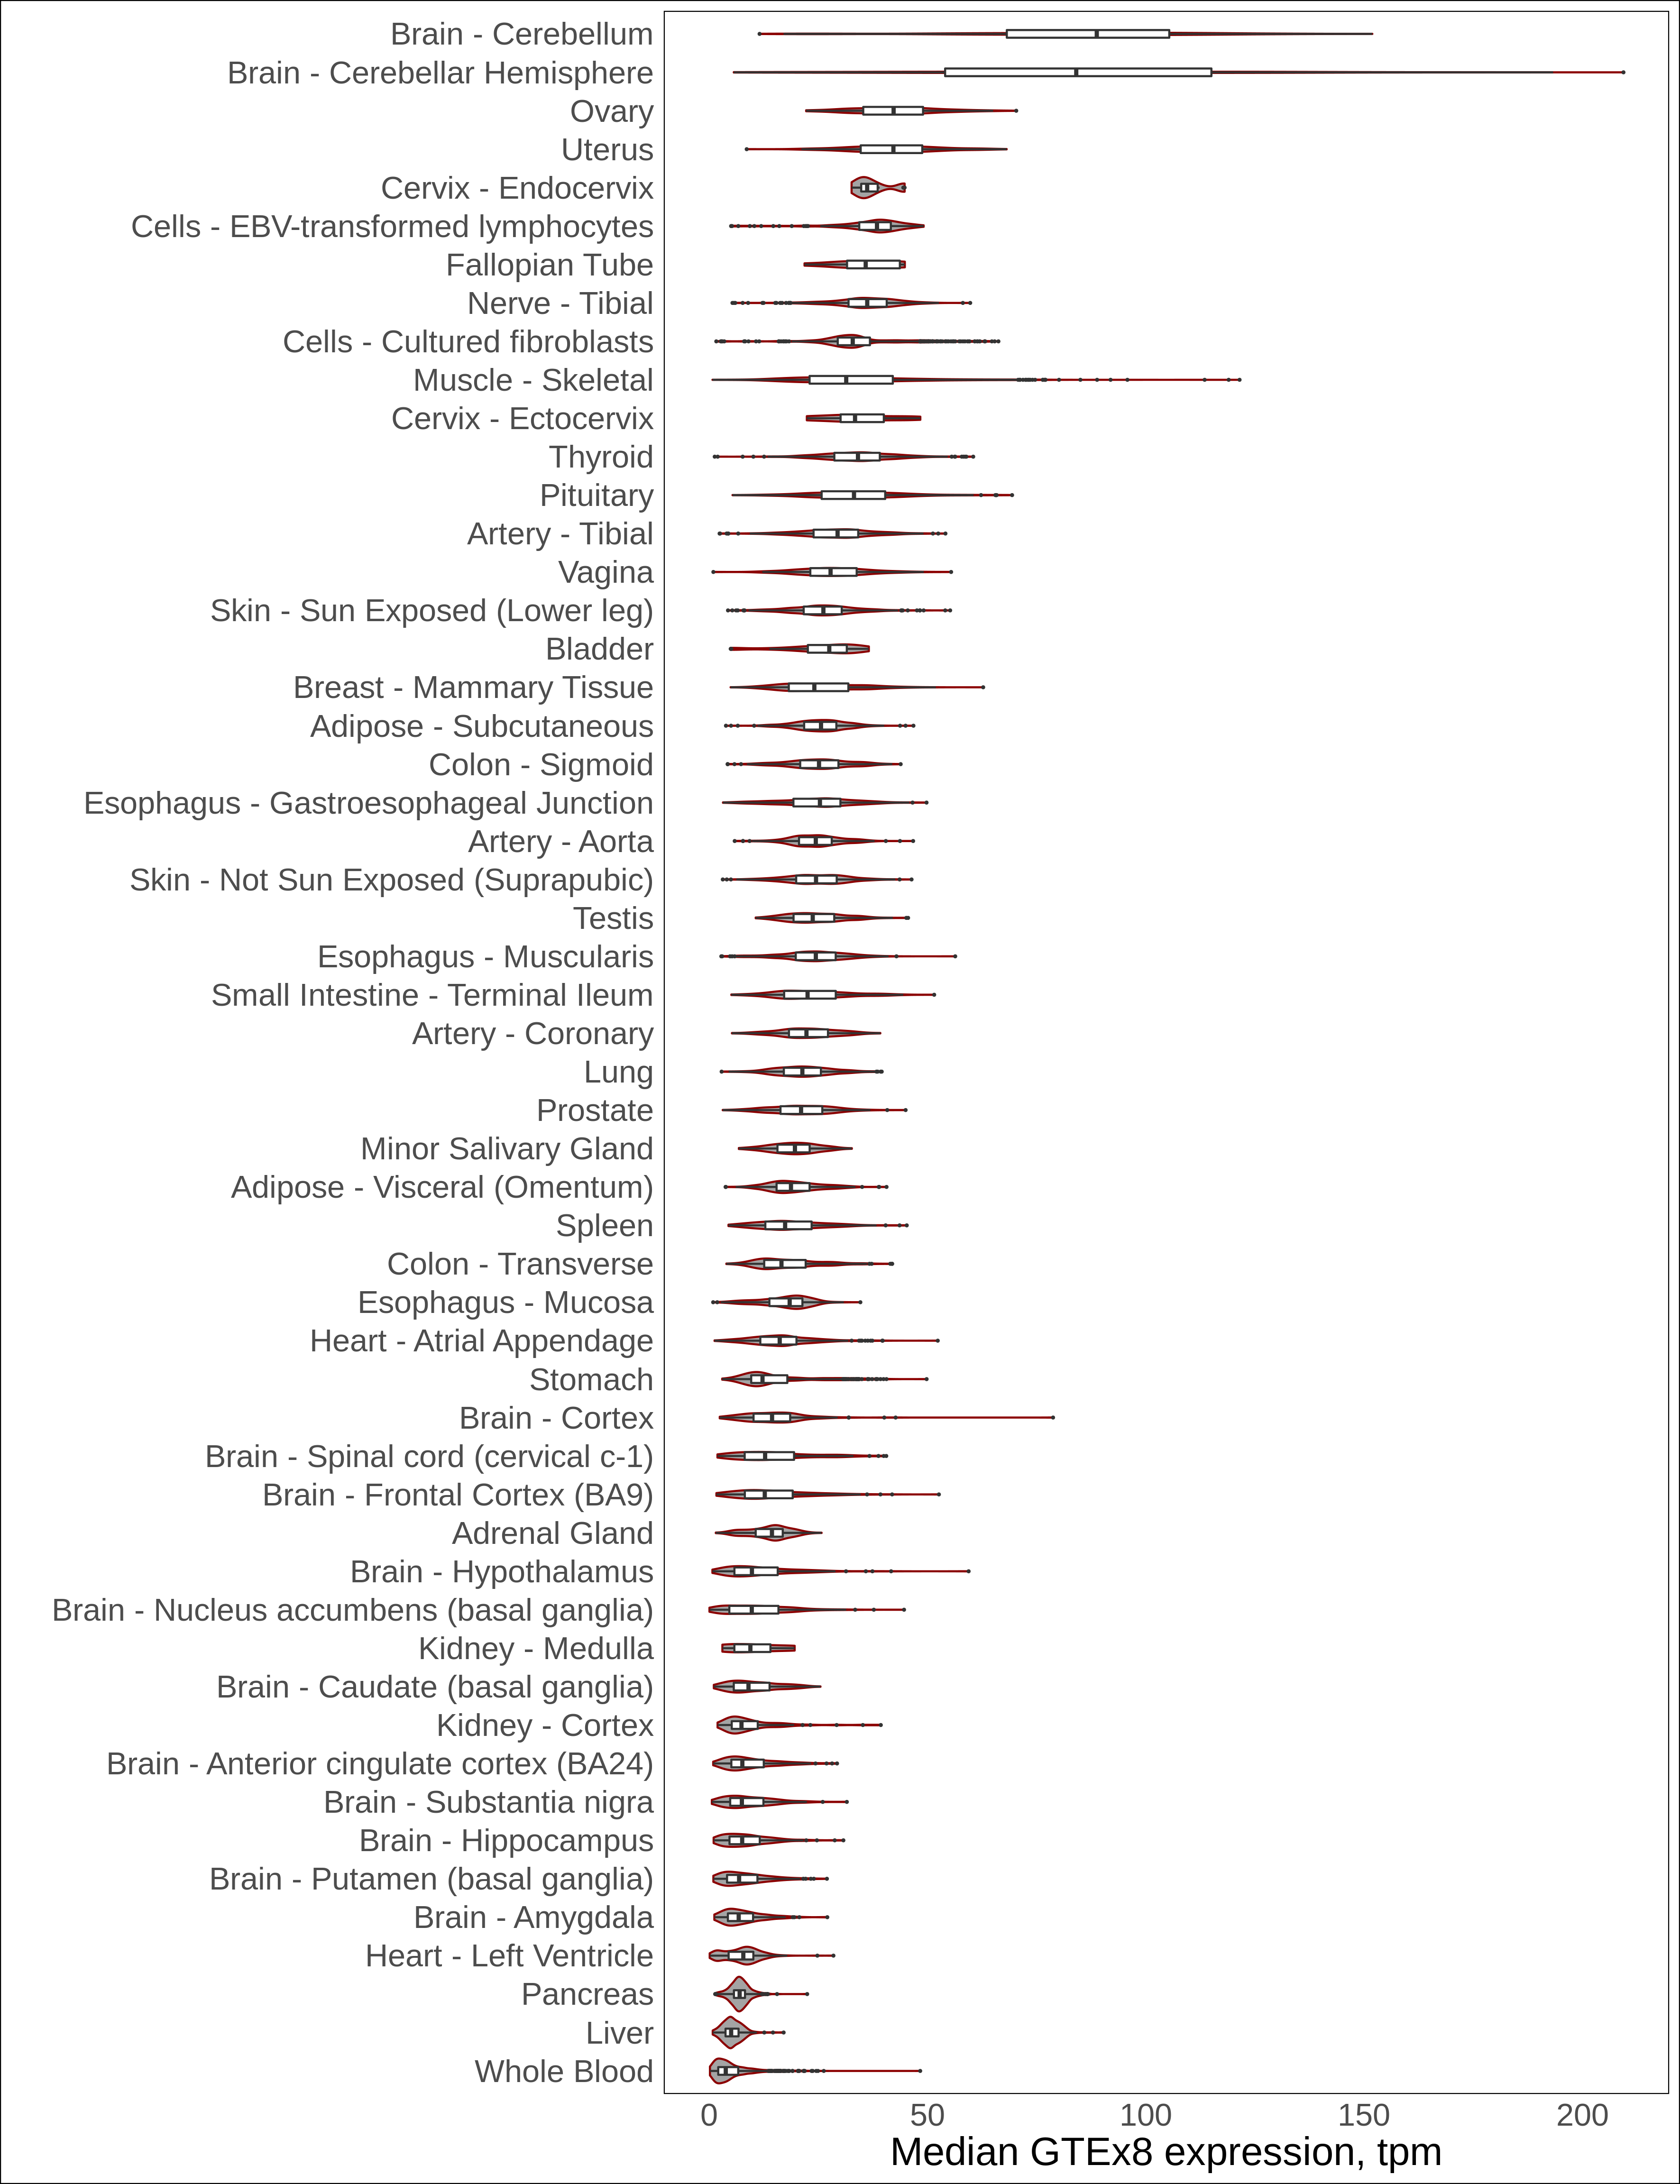 Brain - Cerebellum
Brain - Cerebellar Hemisphere
Ovary
Uterus
Cervix - Endocervix
Cells - EBV-transformed lymphocytes
Fallopian Tube
Nerve - Tibial
Cells - Cultured fibroblasts
Muscle - Skeletal
Cervix - Ectocervix
Thyroid
Pituitary
Artery - Tibial
Vagina
Skin - Sun Exposed (Lower leg)
Bladder
Breast - Mammary Tissue
Adipose - Subcutaneous
Colon - Sigmoid
Esophagus - Gastroesophageal Junction
Artery - Aorta
Skin - Not Sun Exposed (Suprapubic)
Testis
Esophagus - Muscularis
Small Intestine - Terminal Ileum
Artery - Coronary
Lung
Prostate
Minor Salivary Gland
Adipose - Visceral (Omentum)
Spleen
Colon - Transverse
Esophagus - Mucosa
Heart - Atrial Appendage
Stomach
Brain - Cortex
Brain - Spinal cord (cervical c-1)
Brain - Frontal Cortex (BA9)
Adrenal Gland
Brain - Hypothalamus
Brain - Nucleus accumbens (basal ganglia)
Kidney - Medulla
Brain - Caudate (basal ganglia)
Kidney - Cortex
Brain - Anterior cingulate cortex (BA24)
Brain - Substantia nigra
Brain - Hippocampus
Brain - Putamen (basal ganglia)
Brain - Amygdala
Heart - Left Ventricle
Pancreas
Liver
Whole Blood
0 50 100 150 200
Median GTEx8 expression, tpm